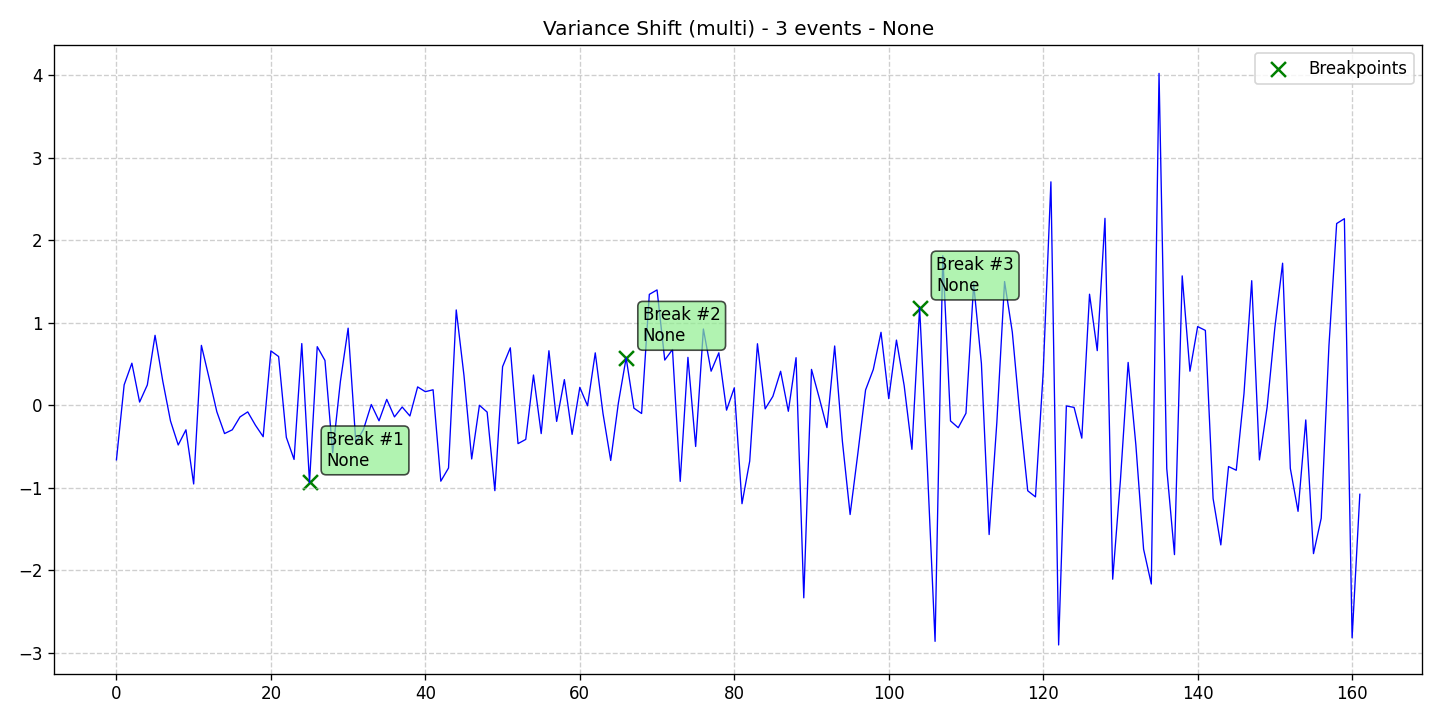 Variance Shift (multi) - 3 events - None
Breakpoints
4
3
2
1
0
−1
−2
−3
Break #1
None
Break #2
None
Break #3
None
0
20
40
60
80
100
120
140
160